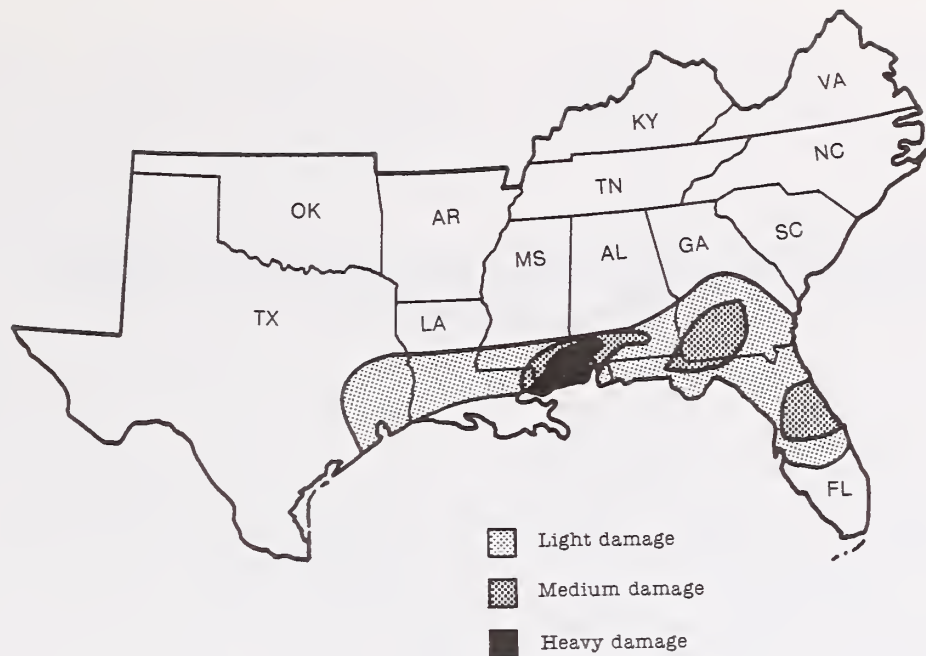 VA
KY
NC
TN
OK
AR
SC
MS
AL
GA
TX
LA
FL
Light damage
Medium damage
Heavy damage